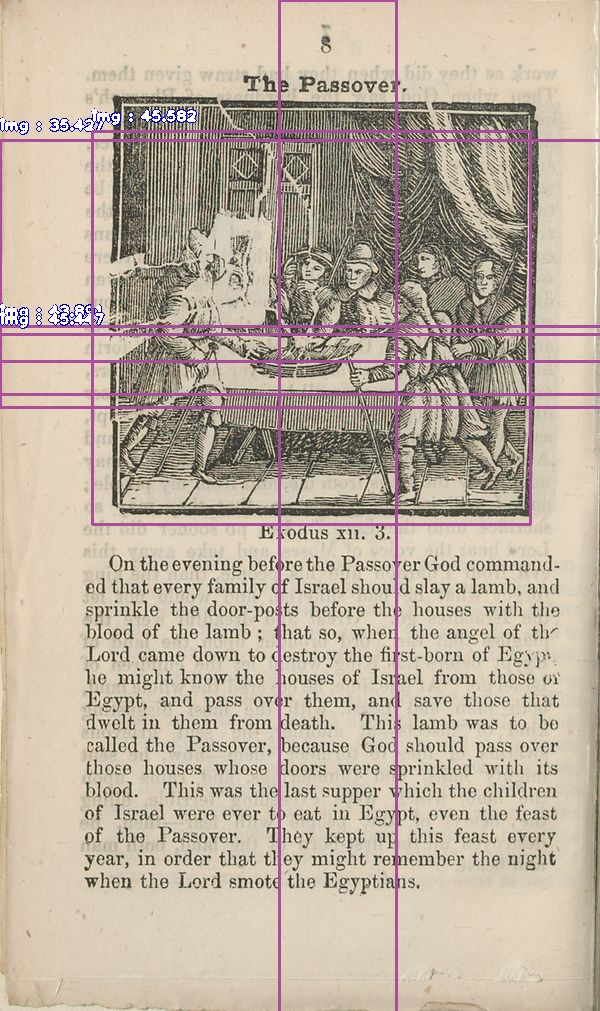 8
The Passover.
img : 45.582
img : 35.427
Exodus xii. 3.
On the evening before the Passover God command-
ed that every family of Israel should slay a lamb, and
sprinkle the door-posts before the houses with the
blood of the lamb ; that so, when the angel of the
Lord came down to destroy the first-born of Egypt,
he might know the houses of Israel from those of
Egypt, and pass over them, and save those that
dwelt in them from death. This lamb was to be
called the Passover, because God should pass over
those houses whose doors were sprinkled with its
blood. This was the last supper which the children
of Israel were ever to eat in Egypt, even the feast
of the Passover. They kept up this feast every
year, in order that they might remember the night
when the Lord smote the Egyptians.